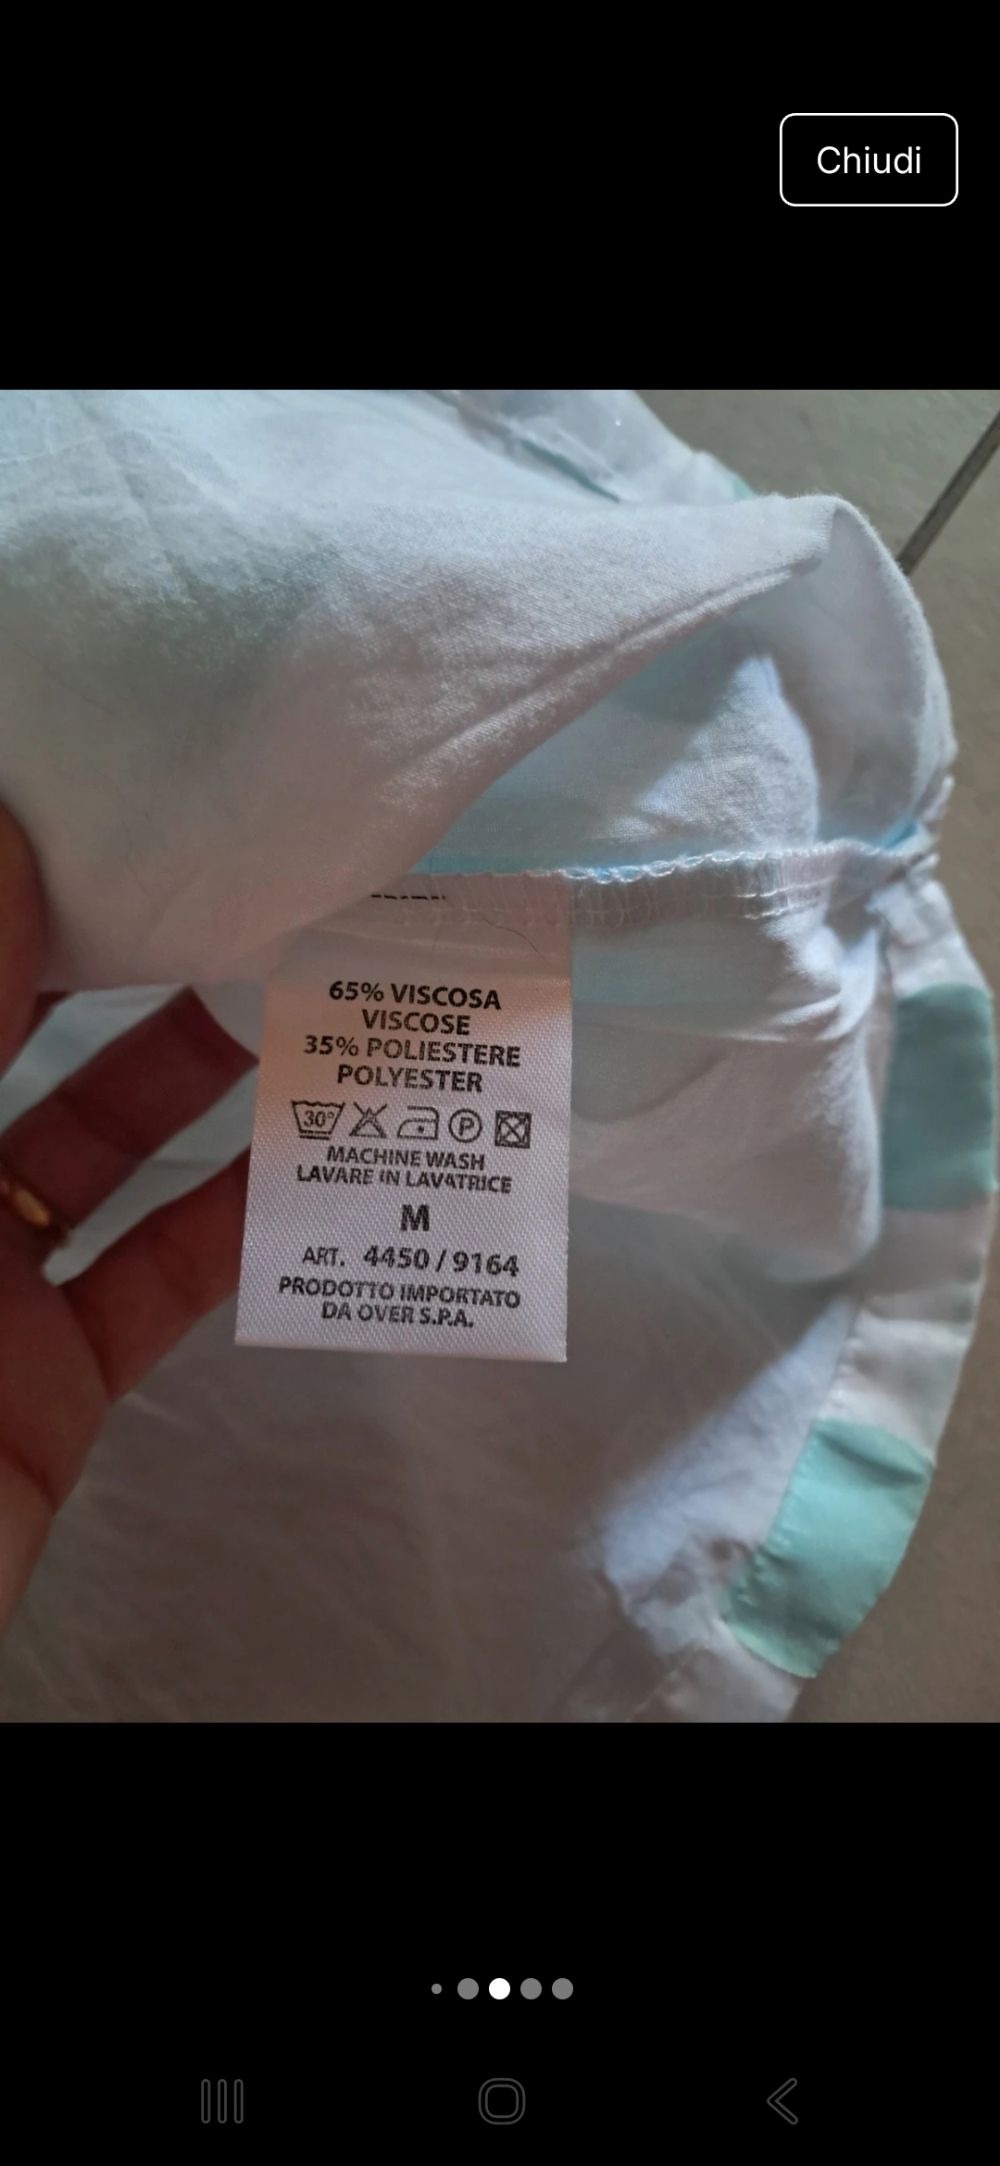 Chiudi
65% VISCOSA
VISCOSE
35% POLIESTERE
POLYESTER
30° P
MACHINE WASH
LAVARE IN LAVATRICE
M
ART. 4450 / 9164
PRODOTTO IMPORTATO
DA OVER S.P.A.